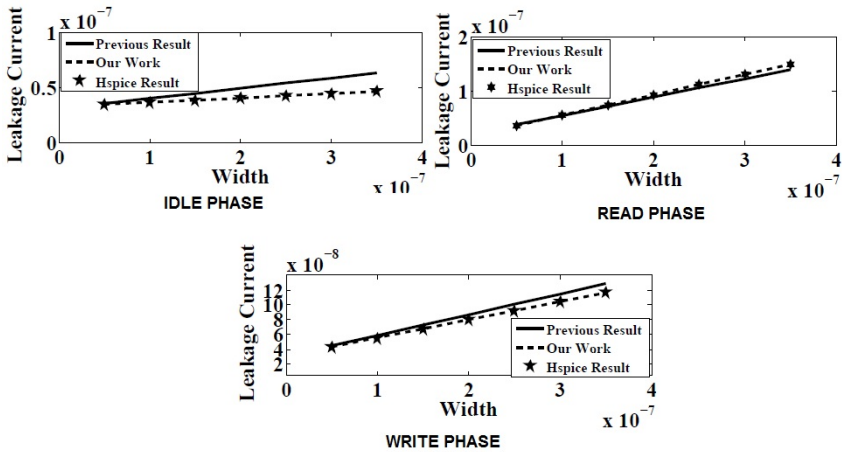 x 10-7
1
0.5
0
Leakage Current
Previous Result
Our Work
Hspice Result
0 1 2 3 4
Width
x 10-7
IDLE PHASE
x 10-7
2
1
0
Leakage Current
Previous Result
Our Work
Hspice Result
0 1 2 3 4
Width
x 10-7
READ PHASE
x 10-8
12
10
8
6
4
2
Leakage Current
Previous Result
Our Work
Hspice Result
0 1 2 3 4
Width
x 10-7
WRITE PHASE